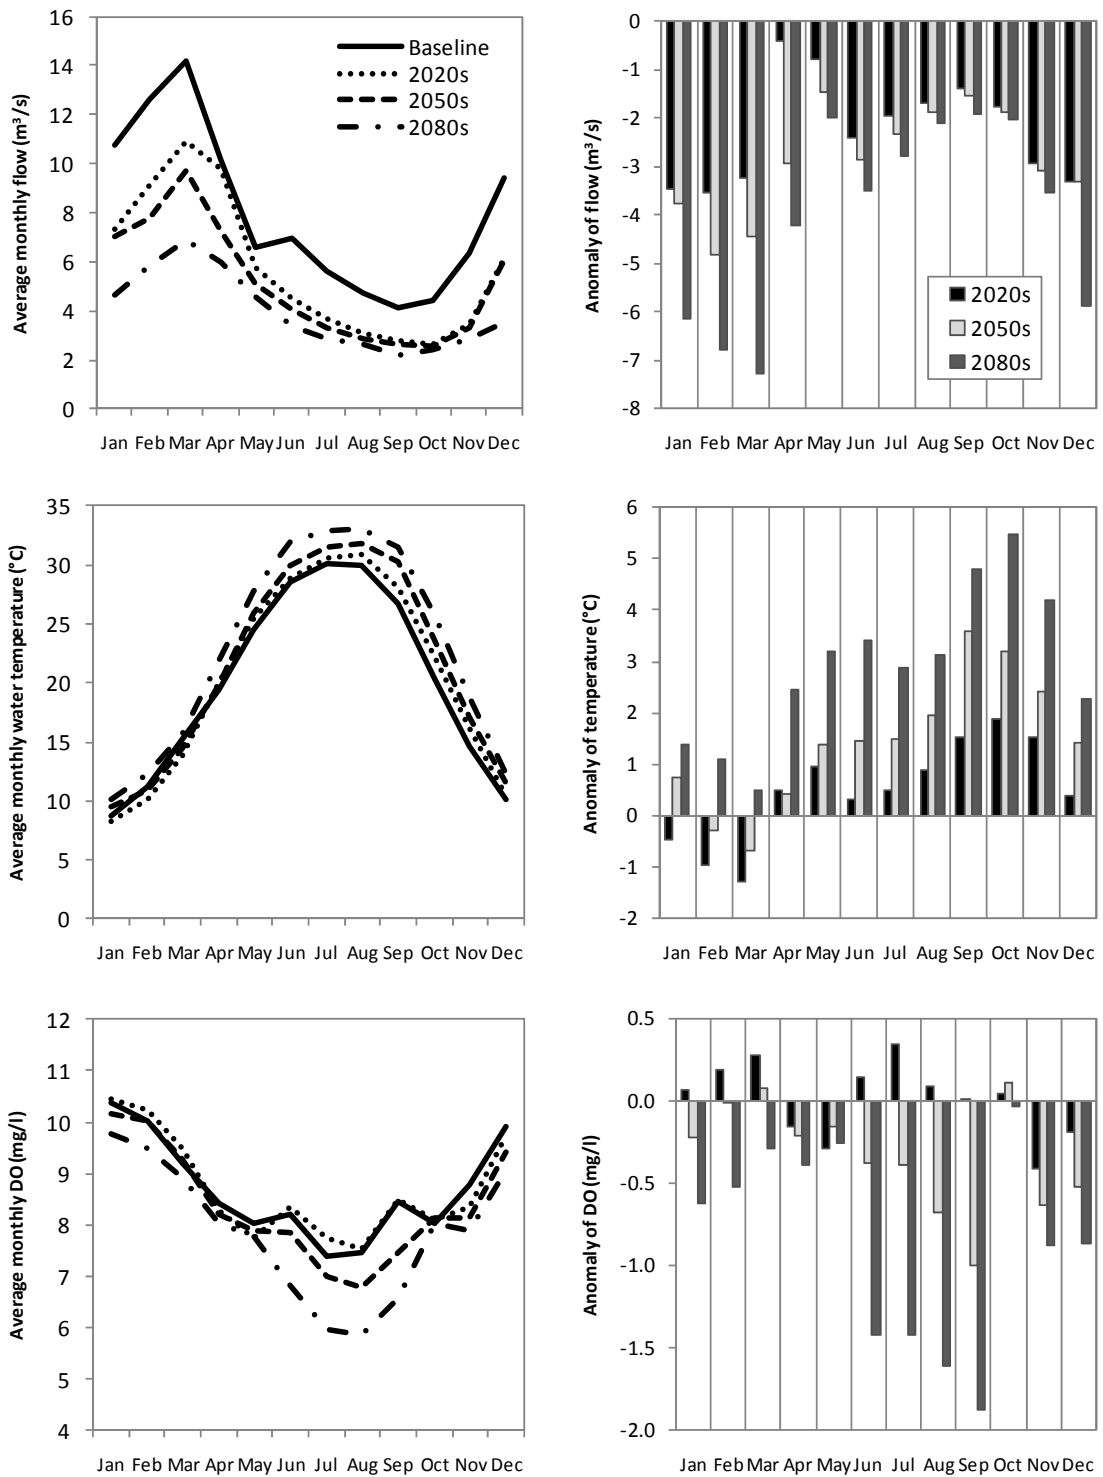 Average monthly flow (m³/s)
16
14
12
10
8
6
4
2
0
Baseline
2020s
2050s
2080s
Jan Feb Mar Apr May Jun Jul Aug Sep Oct Nov Dec
Anomaly of flow (m³/s)
0
-1
-2
-3
-4
-5
-6
-7
-8
2020s
2050s
2080s
Jan Feb Mar Apr May Jun Jul Aug Sep Oct Nov Dec
Average monthly water temperature (°C)
35
30
25
20
15
10
5
0
Jan Feb Mar Apr May Jun Jul Aug Sep Oct Nov Dec
Anomaly of temperature (°C)
6
5
4
3
2
1
0
-1
-2
Jan Feb Mar Apr May Jun Jul Aug Sep Oct Nov Dec
Average monthly DO (mg/l)
12
11
10
9
8
7
6
5
4
Jan Feb Mar Apr May Jun Jul Aug Sep Oct Nov Dec
Anomaly of DO (mg/l)
0.5
0.0
-0.5
-1.0
-1.5
-2.0
Jan Feb Mar Apr May Jun Jul Aug Sep Oct Nov Dec